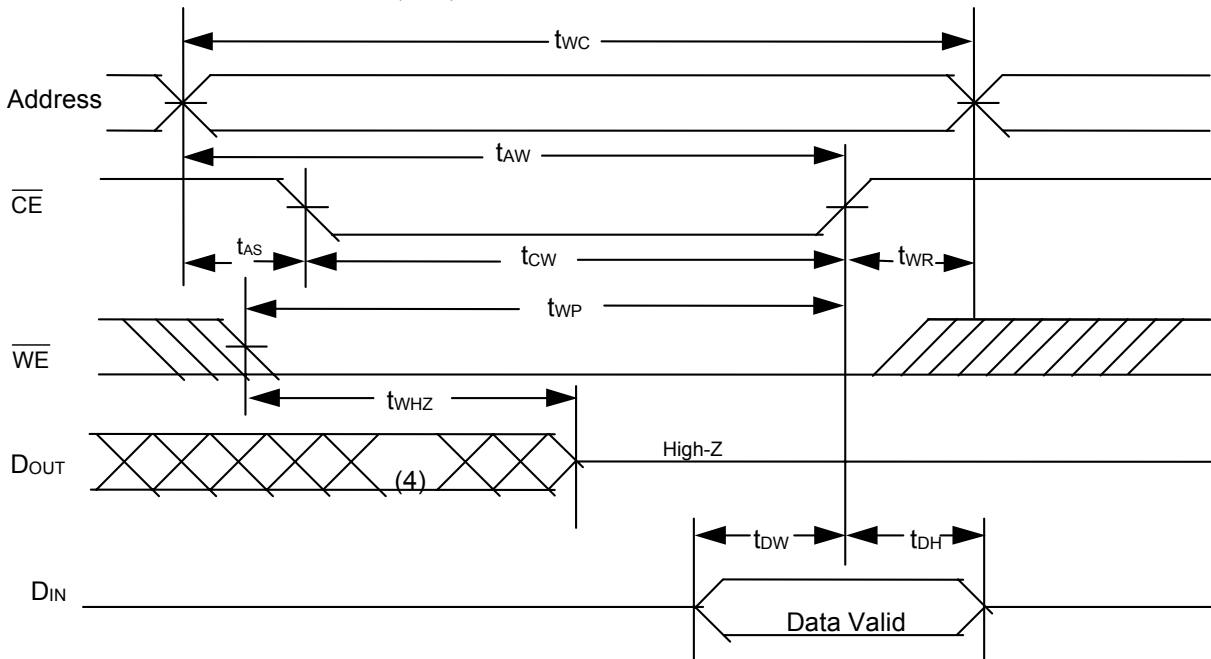 tWC
Address
tAW
CE
tAS
tCW
tWR
tWP
WE
tWHZ
DOUT
(4)
High-Z
tDW
tDH
DIN
Data Valid